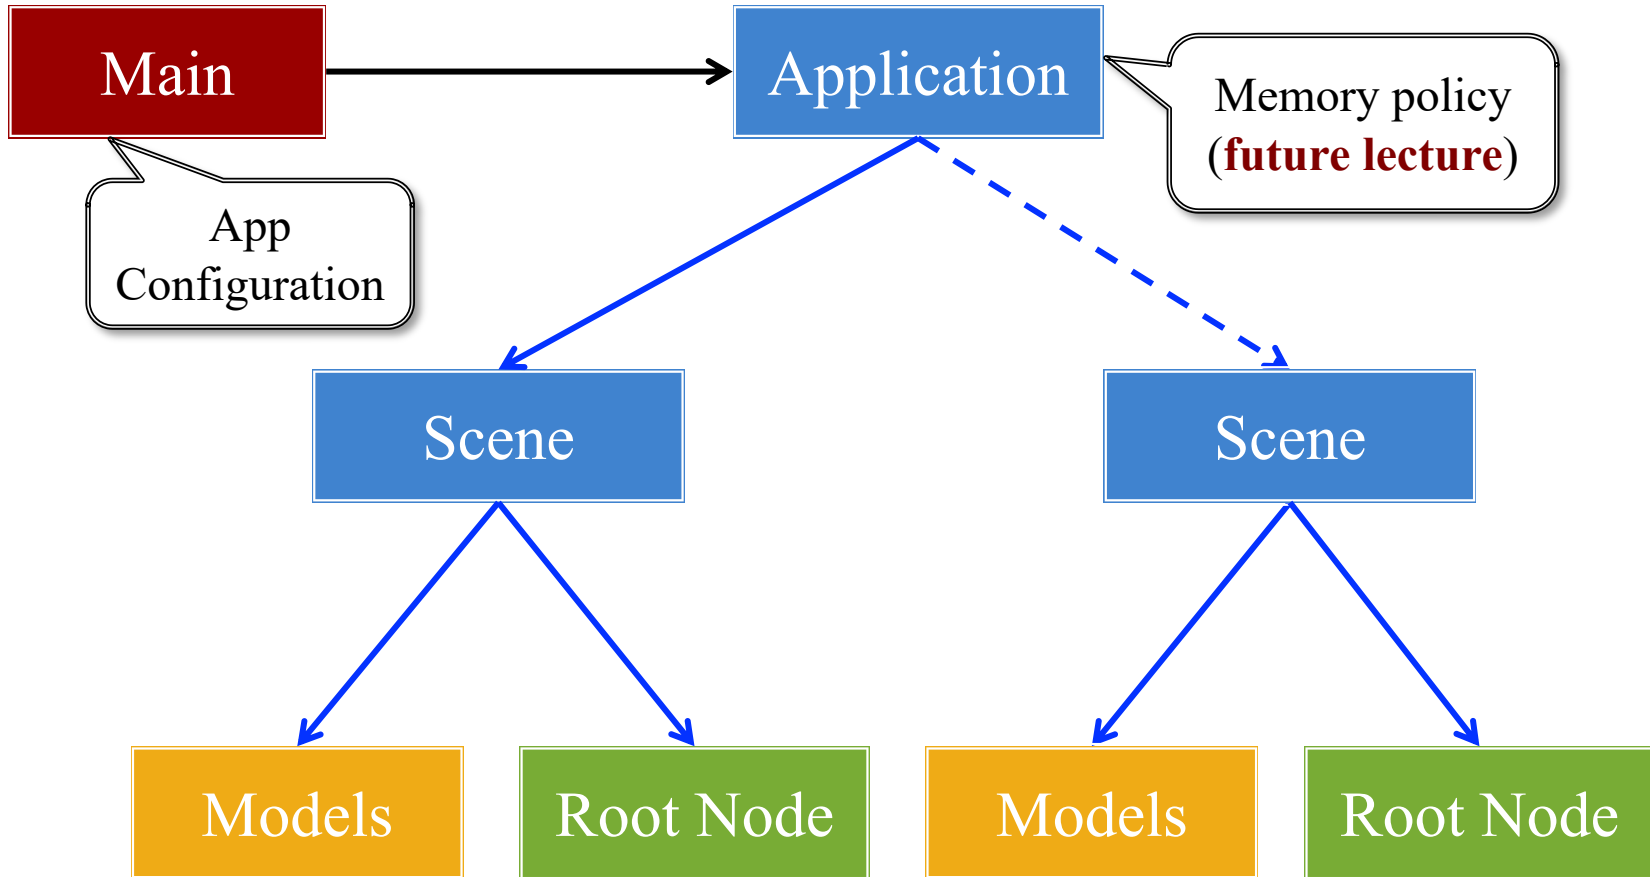 Main
Application
Memory policy
(future lecture)
App
Configuration
Scene
Scene
Models
Root Node
Models
Root Node